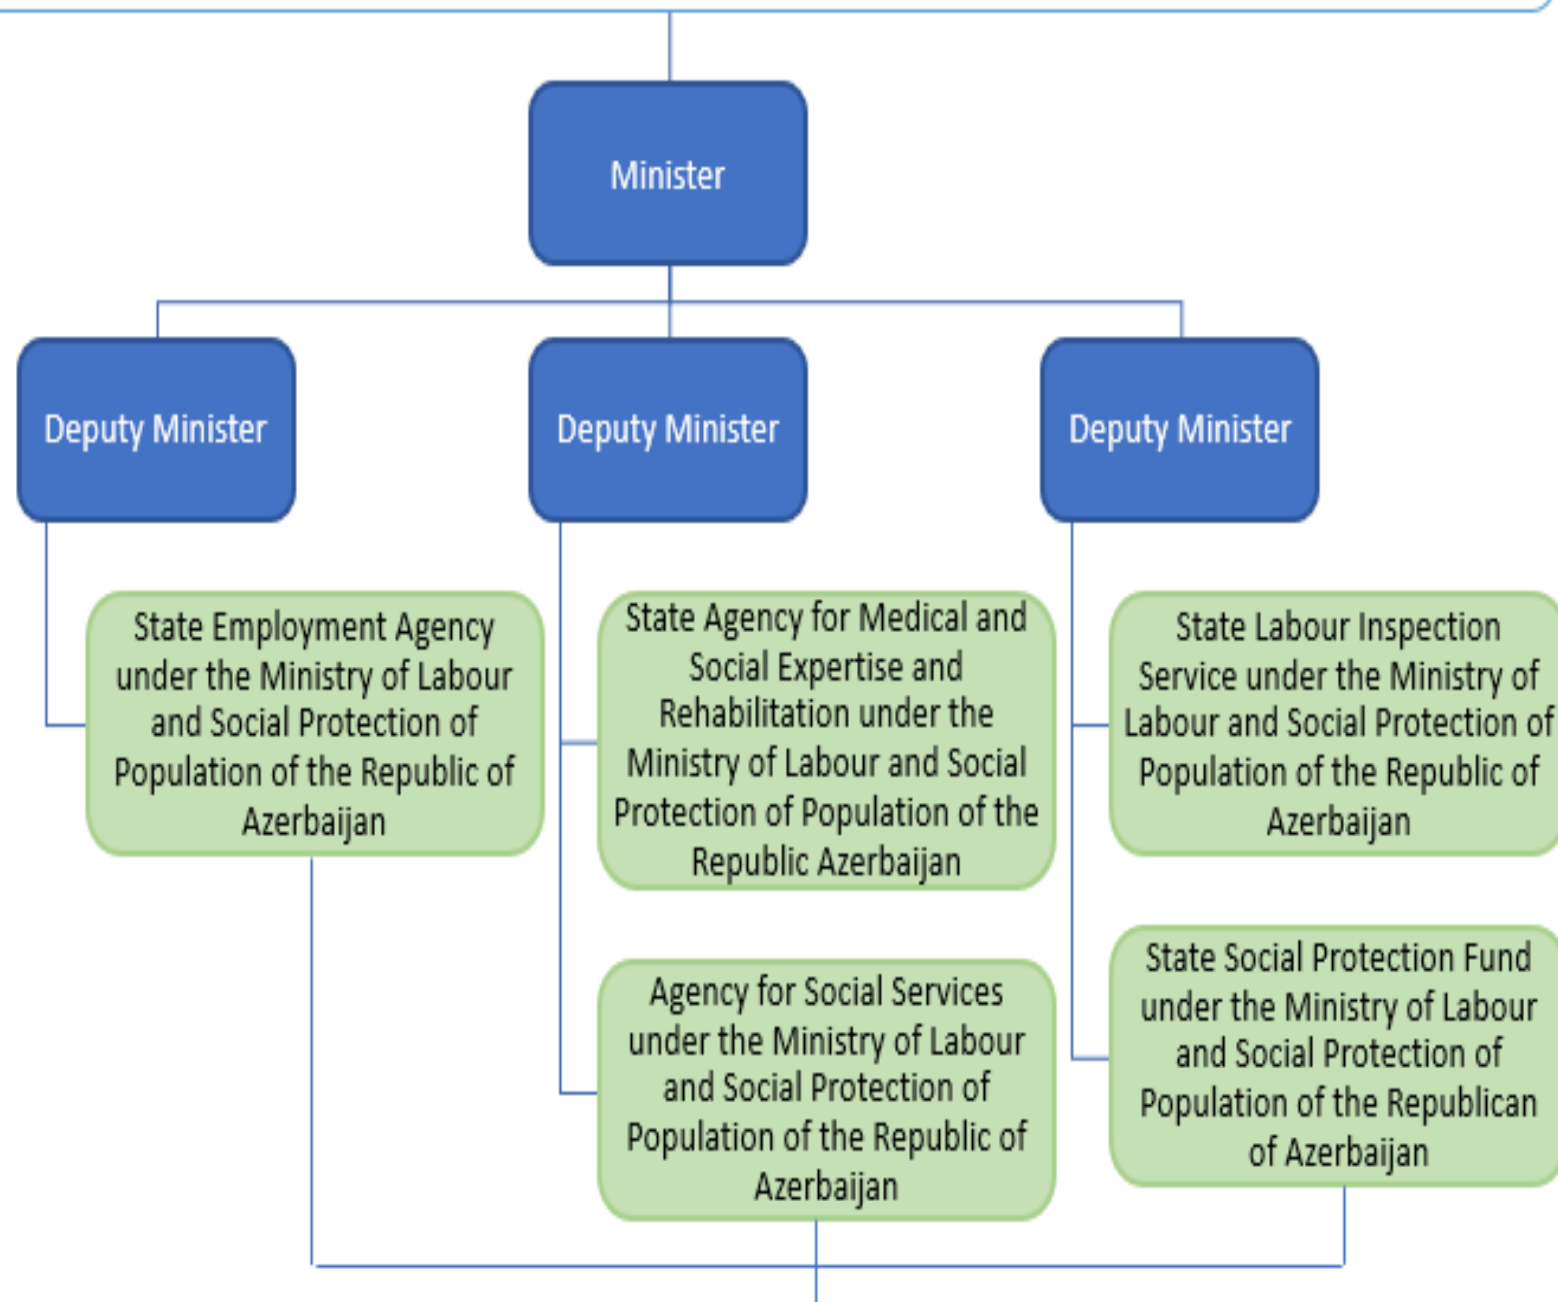 Minister
Deputy Minister
Deputy Minister
Deputy Minister
State Employment Agency
under the Ministry of Labour
and Social Protection of
Population of the Republic of
Azerbaijan
State Agency for Medical and
Social Expertise and
Rehabilitation under the
Ministry of Labour and Social
Protection of Population of the
Republic Azerbaijan
State Labour Inspection
Service under the Ministry of
Labour and Social Protection of
Population of the Republic of
Azerbaijan
Agency for Social Services
under the Ministry of Labour
and Social Protection of
Population of the Republic of
Azerbaijan
State Social Protection Fund
under the Ministry of Labour
and Social Protection of
Population of the Republican
of Azerbaijan